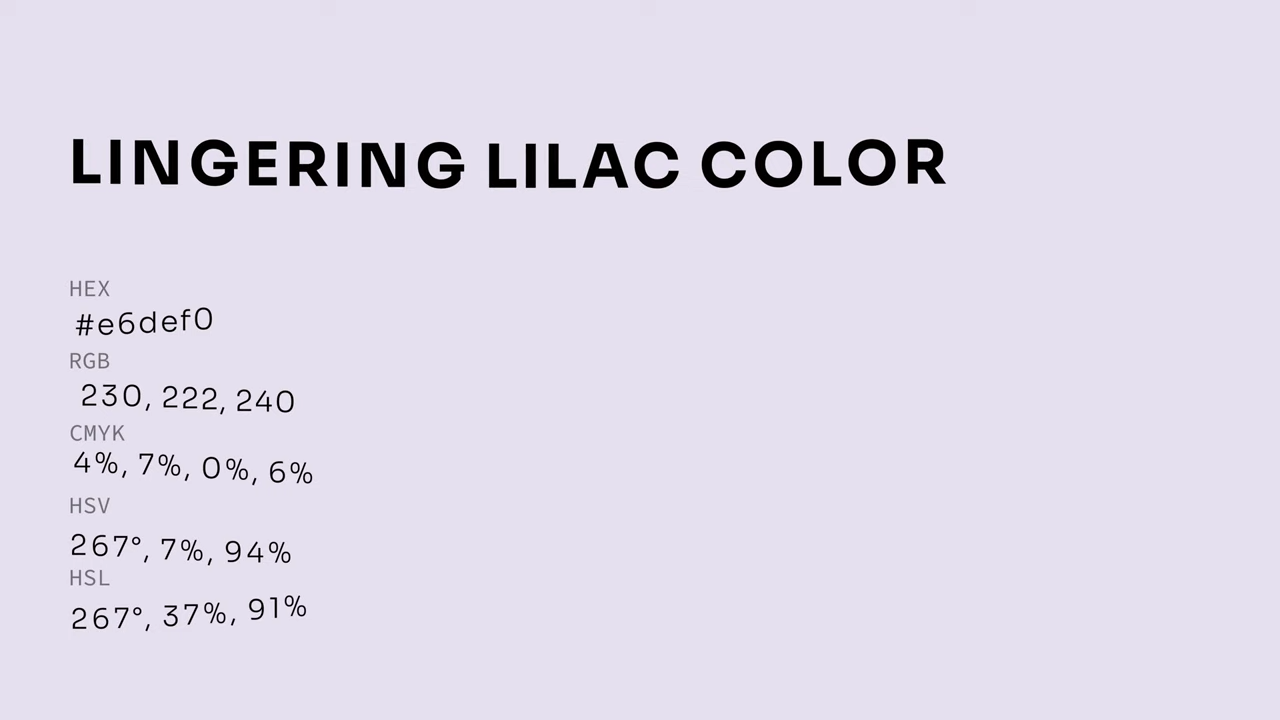 LINGERING LILAC COLOR
HEX
#e6def0
RGB
230, 222, 240
CMYK
4%, 7%, 0%, 6%
HSV
267°, 7%, 94%
HSL
267°, 37%, 91%